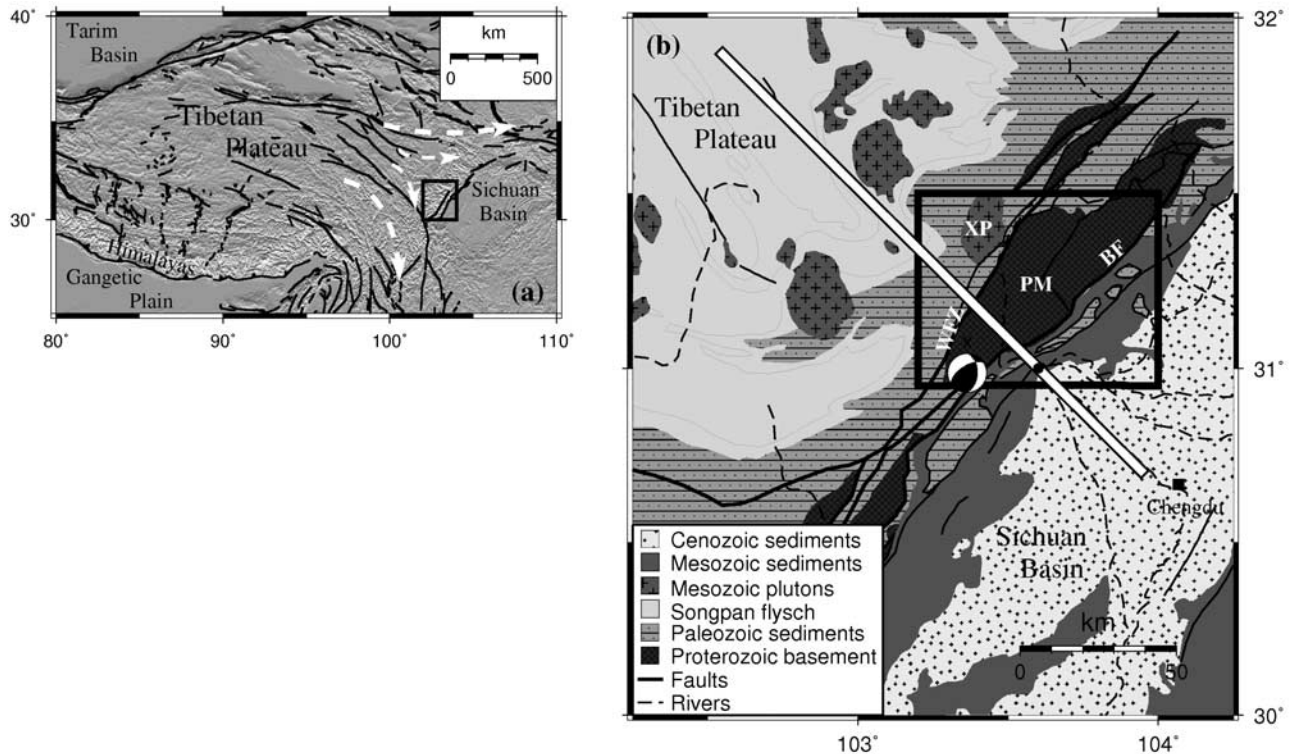 40°
Tarim
Basin
km
0 500
Tibetan
Plateau
Sichuan
Basin
30°
Himalayas
Gangetic
Plain
(a)
80° 90° 100° 110°
(b)
32°
Tibetan
Plateau
XP
BF
PM
WFZ
31°
Chengdu
Sichuan
Basin
km
0 50
Cenozoic sediments
Mesozoic sediments
Mesozoic plutons
Songpan flysch
Paleozoic sediments
Proterozoic basement
Faults
Rivers
30°
103° 104°